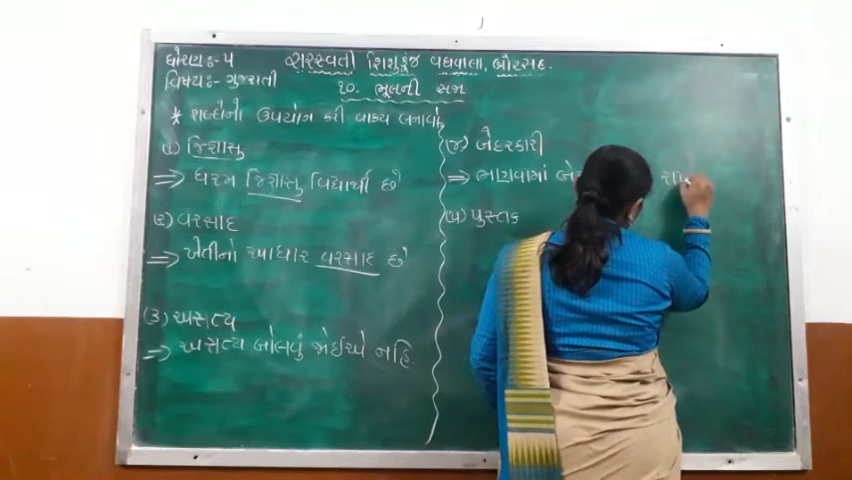 ધોરણઃ- ૫
સરસ્વતી શિશુકુંજ વઘવાલા, બોરસદ.
વિષયઃ- ગુજરાતી
૧૦. ભૂલની સજા
* શબ્દોનો ઉપયોગ કરી વાક્ય બનાવો.
(૧) જિજ્ઞાસુ
⇒ ધરમ જિજ્ઞાસુ વિદ્યાર્થી છે
(૨) વરસાદ
⇒ ખેતીનો આધાર વરસાદ છે
(૩) અસત્ય
⇒ અસત્ય બોલવું જોઈએ નહિ.
(૪) બેદરકારી
⇒ ભણવામાં
(૫) પુસ્તક